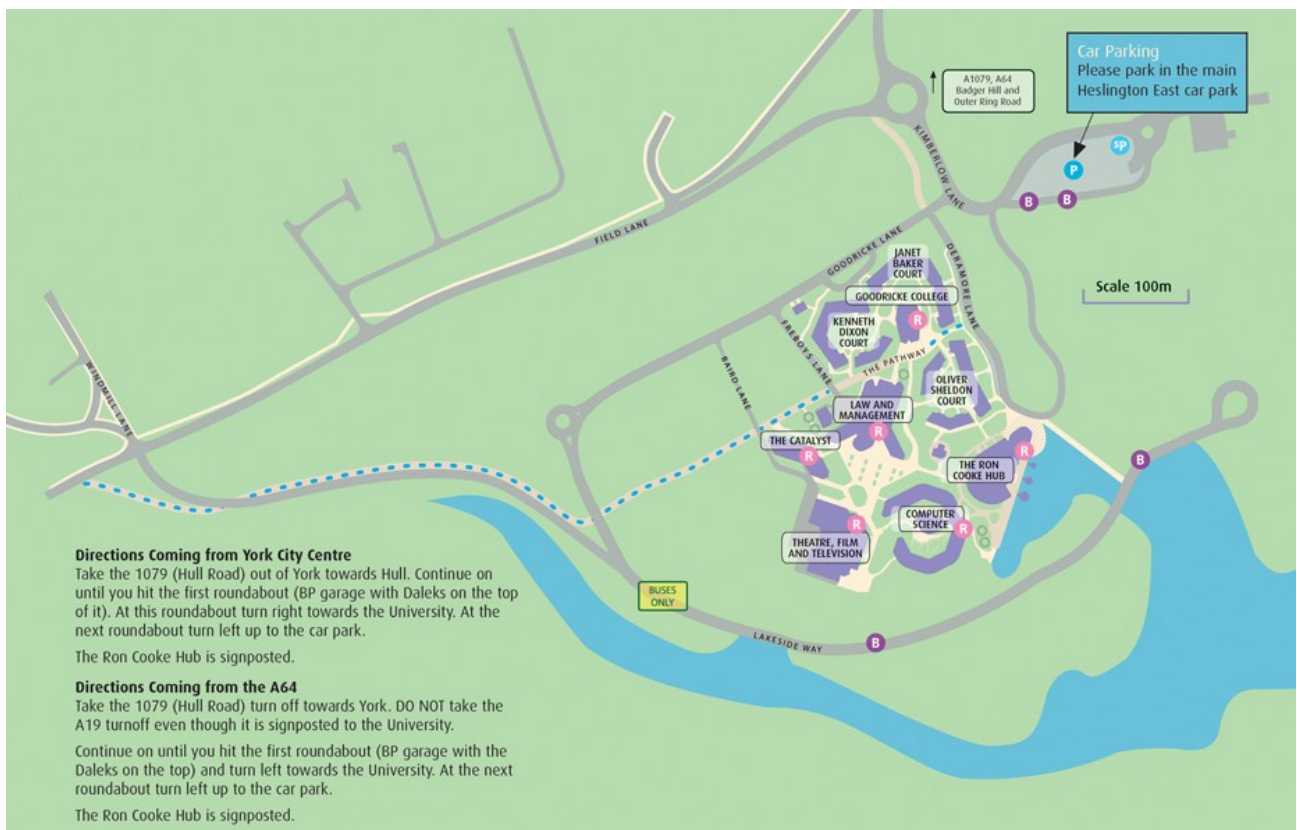 Car Parking
Please park in the main
Heslington East car park
A1079, A64
Badger Hill and
Outer Ring Road
KIMBERLOW LANE
SP
P
B
B
FIELD LANE
GOODRICKE LANE
JANET
BAKER
COURT
DERAMORE LANE
Scale 100m
GOODRICKE COLLEGE
R
KENNETH
DIXON
COURT
FREBOYS LANE
THE PATHWAY
BAIRD LANE
WINDMILL LANE
OLIVER
SHELDON
COURT
LAW AND
MANAGEMENT
R
THE CATALYST
R
THE RON
COOKE HUB
R
B
COMPUTER
SCIENCE
R
THEATRE, FILM
AND TELEVISION
R
BUSES
ONLY
LAKESIDE WAY
B
Directions Coming from York City Centre
Take the 1079 (Hull Road) out of York towards Hull. Continue on
until you hit the first roundabout (BP garage with Daleks on the top
of it). At this roundabout turn right towards the University. At the
next roundabout turn left up to the car park.
The Ron Cooke Hub is signposted.
Directions Coming from the A64
Take the 1079 (Hull Road) turn off towards York. DO NOT take the
A19 turnoff even though it is signposted to the University.
Continue on until you hit the first roundabout (BP garage with the
Daleks on the top) and turn left towards the University. At the next
roundabout turn left up to the car park.
The Ron Cooke Hub is signposted.